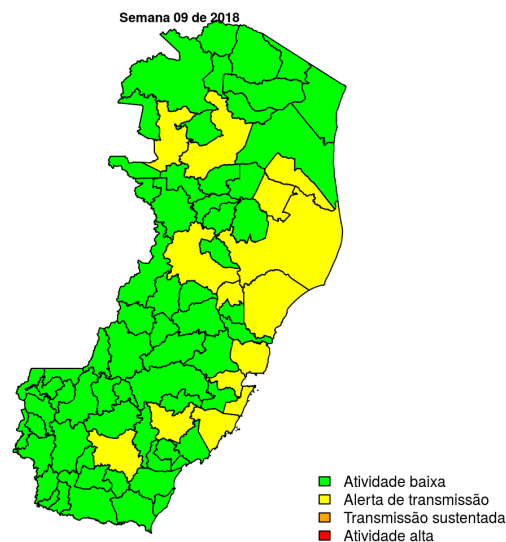 Semana 09 de 2018
Atividade baixa
Alerta de transmissão
Transmissão sustentada
Atividade alta